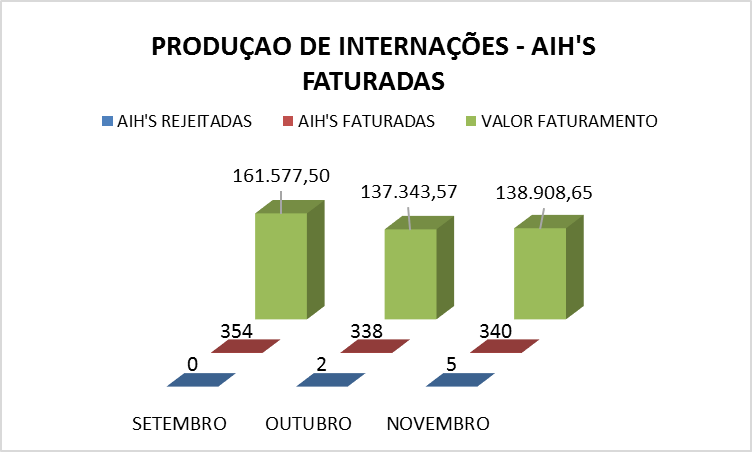 PRODUÇAO DE INTERNAÇÕES - AIH'S
FATURADAS
AIH'S REJEITADAS AIH'S FATURADAS VALOR FATURAMENTO
161.577,50 137.343,57 138.908,65
354 338 340
0 2 5
SETEMBRO OUTUBRO NOVEMBRO